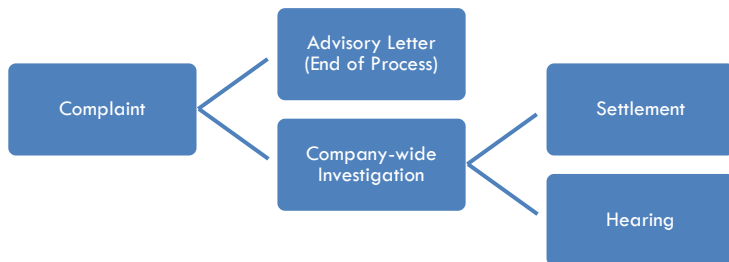 Complaint
Advisory Letter
(End of Process)
Company-wide
Investigation
Settlement
Hearing